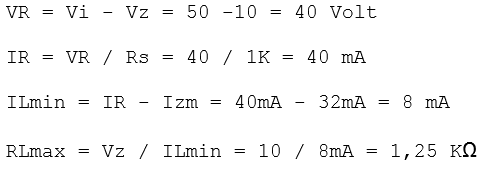 VR = Vi - Vz = 50 -10 = 40 Volt
IR = VR / Rs = 40 / 1K = 40 mA
ILmin = IR - Izm = 40mA - 32mA = 8 mA
RLmax = Vz / ILmin = 10 / 8mA = 1,25 KΩ